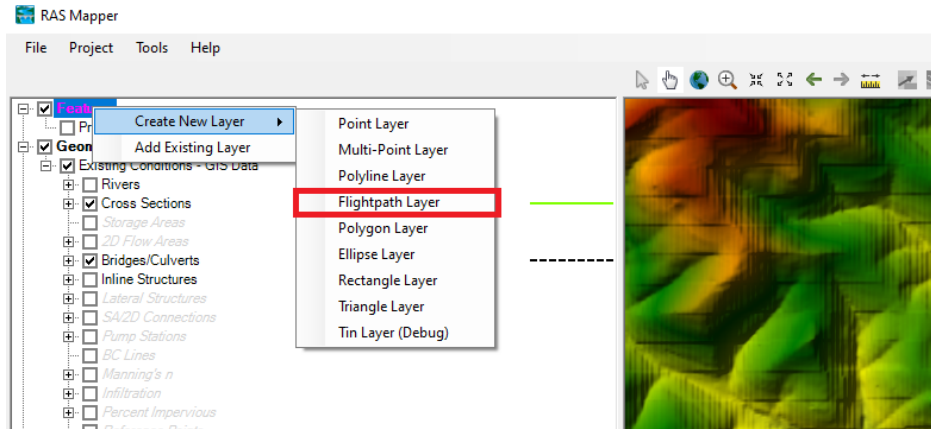 RAS Mapper
File Project Tools Help
Create New Layer
Add Existing Layer
Point Layer
Multi-Point Layer
Polyline Layer
Flightpath Layer
Polygon Layer
Ellipse Layer
Rectangle Layer
Triangle Layer
Tin Layer (Debug)
Existing Conditions - GIS Data
Rivers
Cross Sections
Storage Areas
2D Flow Areas
Bridges/Culverts
Inline Structures
Lateral Structures
SA/2D Connections
Pump Stations
BC Lines
Manning's n
Infiltration
Percent Impervious